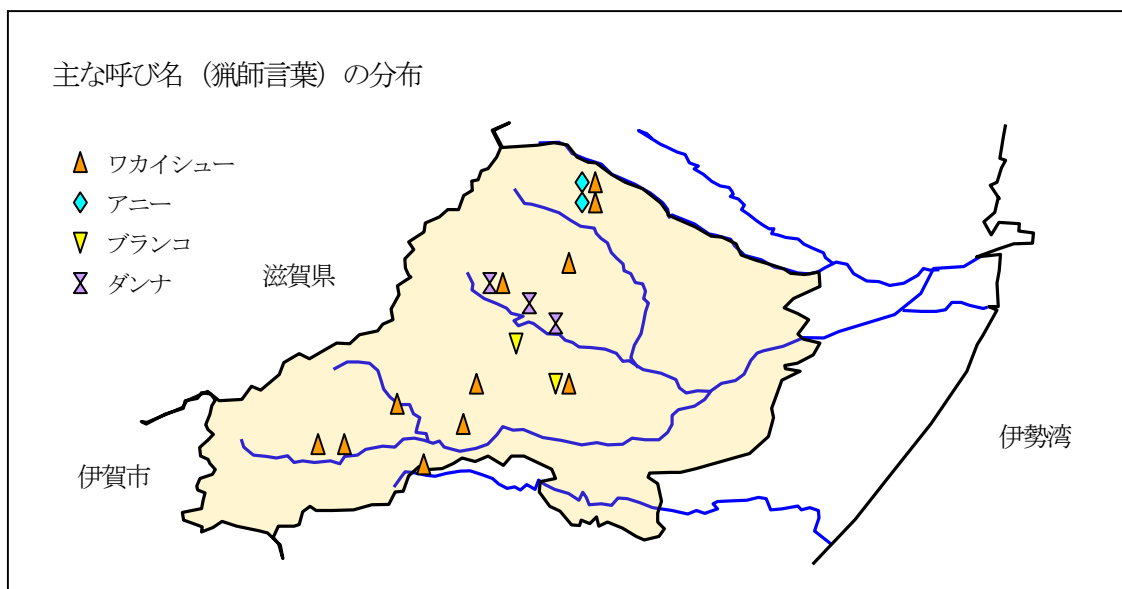 主な呼び名（猟師言葉）の分布
ワカイシュー
アニー
ブランコ
ダンナ
滋賀県
伊賀市
伊勢湾